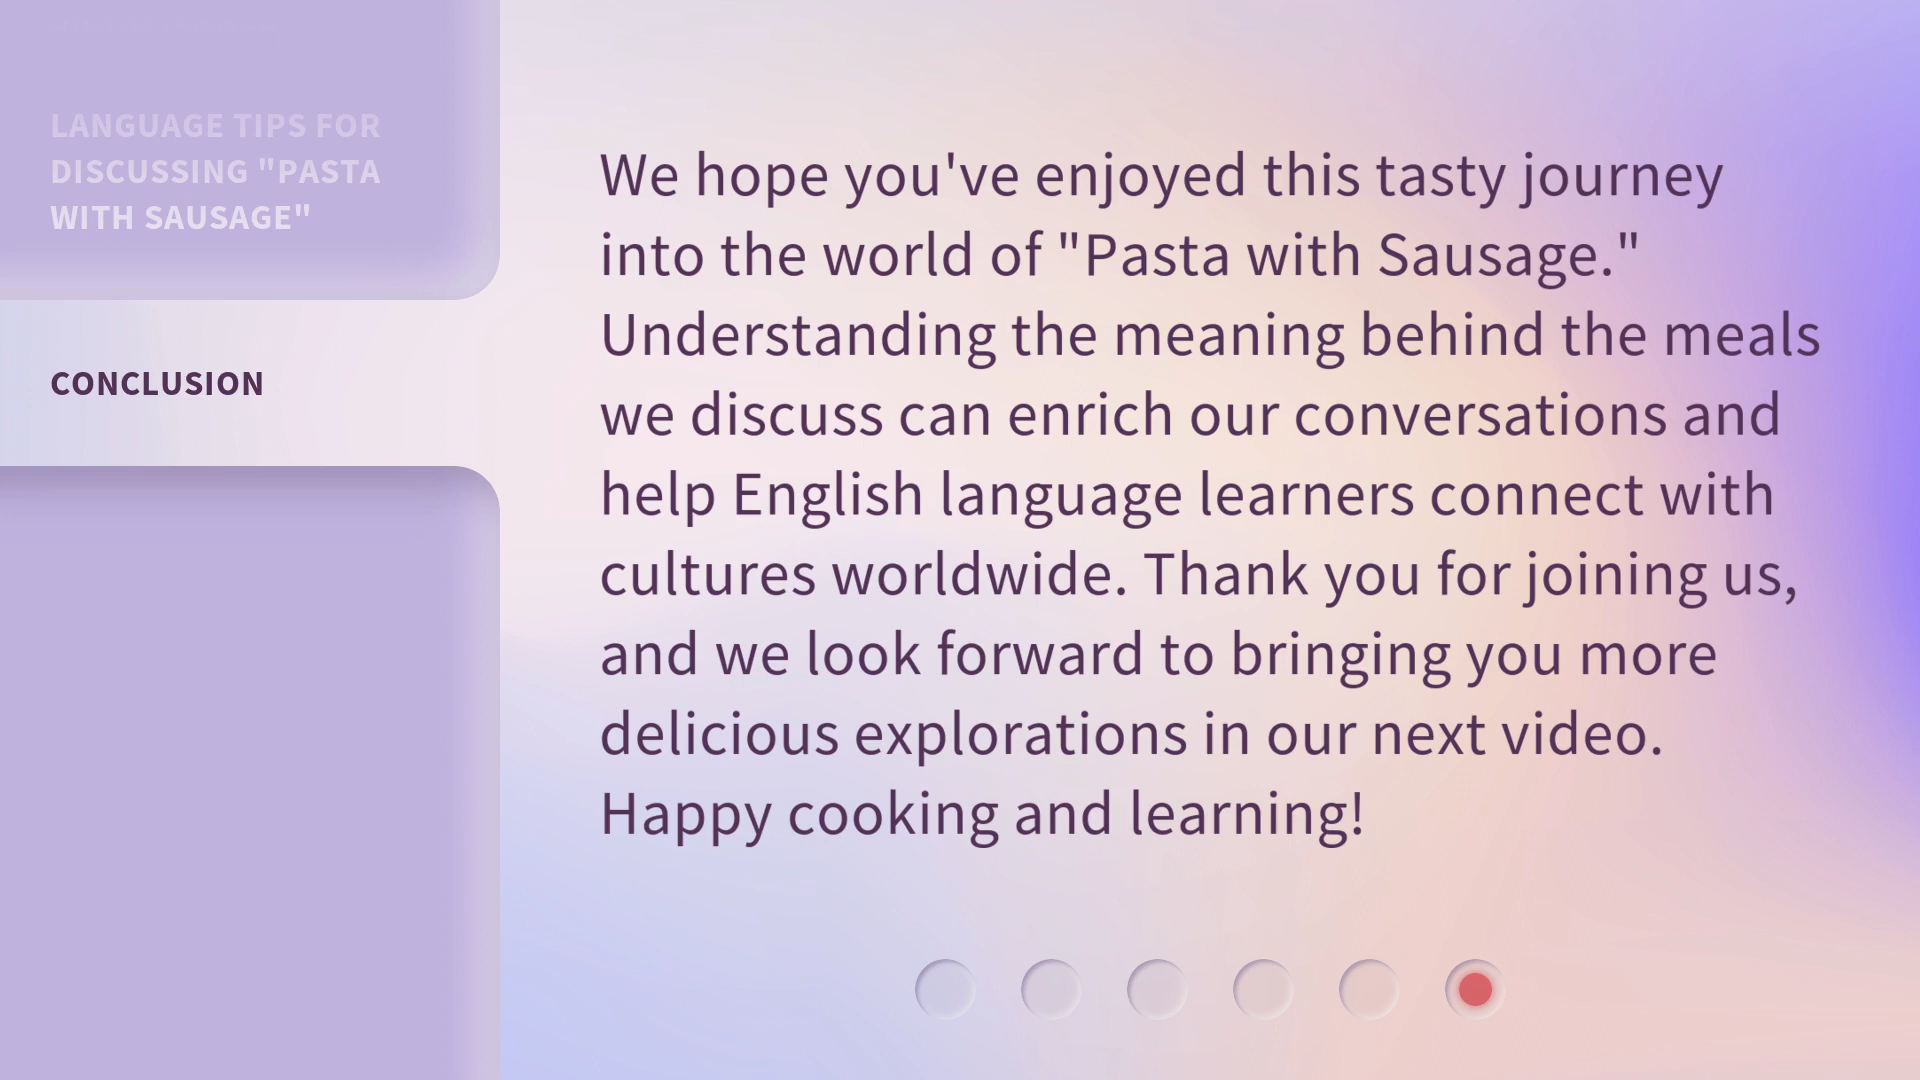 LANGUAGE TIPS FOR
DISCUSSING "PASTA
WITH SAUSAGE"
CONCLUSION
We hope you've enjoyed this tasty journey
into the world of "Pasta with Sausage."
Understanding the meaning behind the meals
we discuss can enrich our conversations and
help English language learners connect with
cultures worldwide. Thank you for joining us,
and we look forward to bringing you more
delicious explorations in our next video.
Happy cooking and learning!